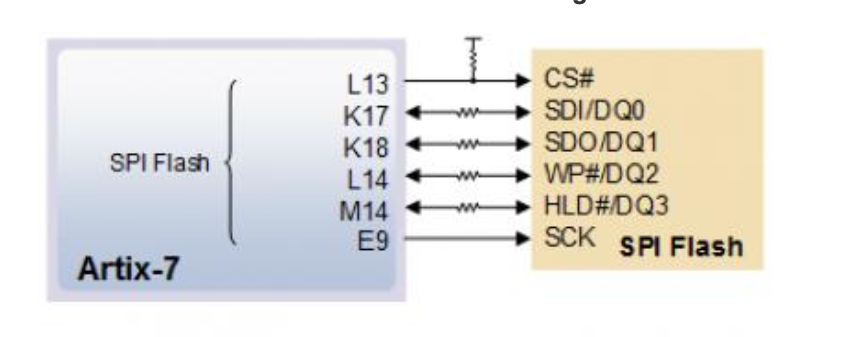 L13 CS#
K17 SDI/DQ0
K18 SDO/DQ1
SPI Flash
L14 WP#/DQ2
M14 HLD#/DQ3
E9 SCK
SPI Flash
Artix-7